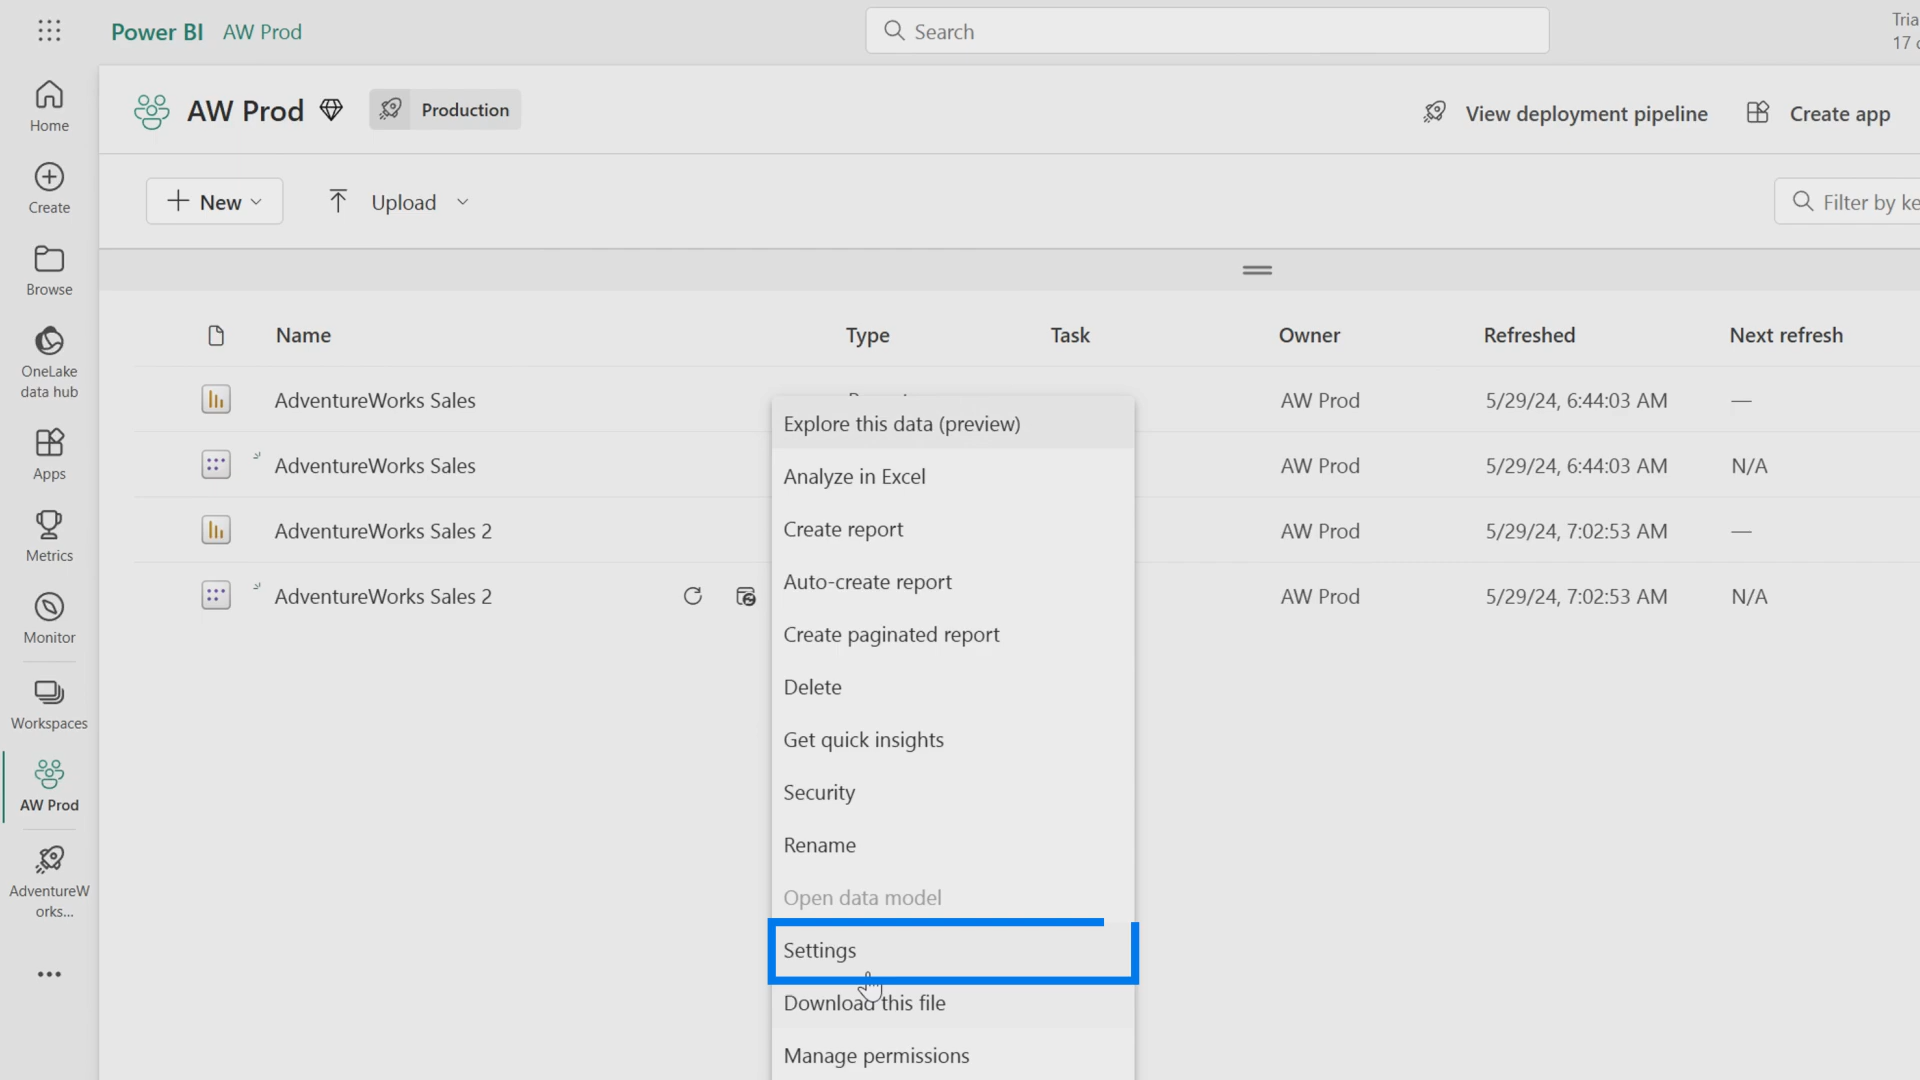 Power BI AW Prod
Search
Tria
17
Home
AW Prod
Production
View deployment pipeline
Create app
Create
New
Upload
Filter by ke
Browse
Name Type Task Owner Refreshed Next refresh
OneLake
data hub
AdventureWorks Sales AW Prod 5/29/24, 6:44:03 AM —
AdventureWorks Sales AW Prod 5/29/24, 6:44:03 AM N/A
AdventureWorks Sales 2 AW Prod 5/29/24, 7:02:53 AM —
AdventureWorks Sales 2 AW Prod 5/29/24, 7:02:53 AM N/A
Apps
Metrics
Monitor
Workspaces
AW Prod
AdventureW
orks...
Explore this data (preview)
Analyze in Excel
Create report
Auto-create report
Create paginated report
Delete
Get quick insights
Security
Rename
Open data model
Settings
Download this file
Manage permissions